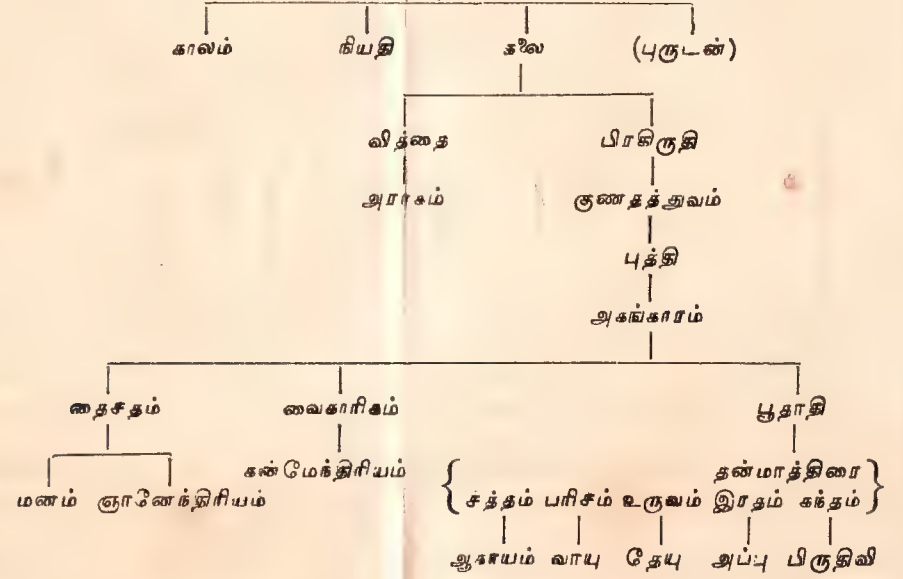 காலம் நியதி கலை (புருடன்)
வித்தை பிரகிருதி
அராகம் குணதத்துவம்
புத்தி
அகங்காரம்
தைசதம் வைகாரிகம் பூதாதி
கன்மேந்திரியம் தன்மாத்திரை
மனம் ஞானேந்திரியம் சத்தம் பரிசம் உருவம் இரதம் கந்தம்
ஆகாயம் வாயு தேயு அப்பு பிருதிவி